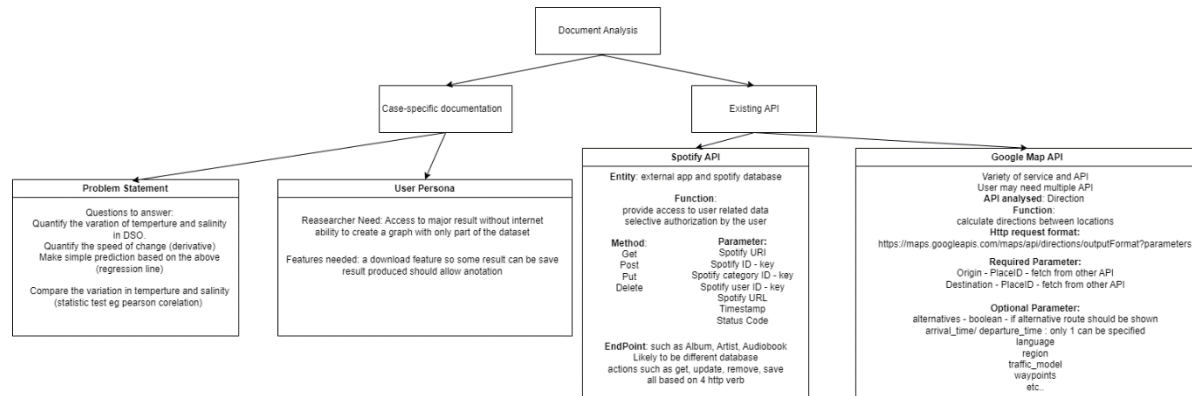 Document Analysis
Case-specific documentation
Existing API
Problem Statement
Questions to answer:
Quantify the varation of temperture and salinity
in DSO.
Quantify the speed of change (derivative)
Make simple prediction based on the above
(regression line)
Compare the variation in temperture and salinity
(statistic test eg pearson corelation)
User Persona
Reasearcher Need: Access to major result without internet
ability to create a graph with only part of the dataset
Features needed: a download feature so some result can be save
result produced should allow anotation
Spotify API
Entity: external app and spotify database
Function:
provide access to user related data
selective authorization by the user
Method:
Get
Post
Put
Delete
Parameter:
Spotify URI
Spotify ID - key
Spotify category ID - key
Spotify user ID - key
Spotify URL
Timestamp
Status Code
EndPoint: such as Album, Artist, Audiobook
Likely to be different database
actions such as get, update, remove, save
all based on 4 http verb
Google Map API
Variety of service and API
User may need multiple API
API analysed: Direction
Function:
calculate directions between locations
Http request format:
https://maps.googleapis.com/maps/api/directions/outputFormat?parameters
Required Parameter:
Origin - PlaceID - fetch from other API
Destination - PlaceID - fetch from other API
Optional Parameter:
alternatives - boolean - if alternative route should be shown
arrival_time/ departure_time : only 1 can be specified
language
region
traffic_model
waypoints
etc..